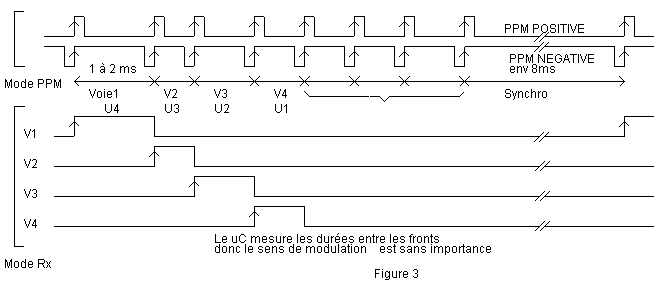 PPM POSITIVE
PPM NEGATIVE
1 à 2 ms
env 8ms
Mode PPM
Voie1 V2 V3 V4 Synchro
U4 U3 U2 U1
V1
V2
V3
V4
Le uC mesure les durées entre les fronts
donc le sens de modulation est sans importance
Mode Rx
Figure 3